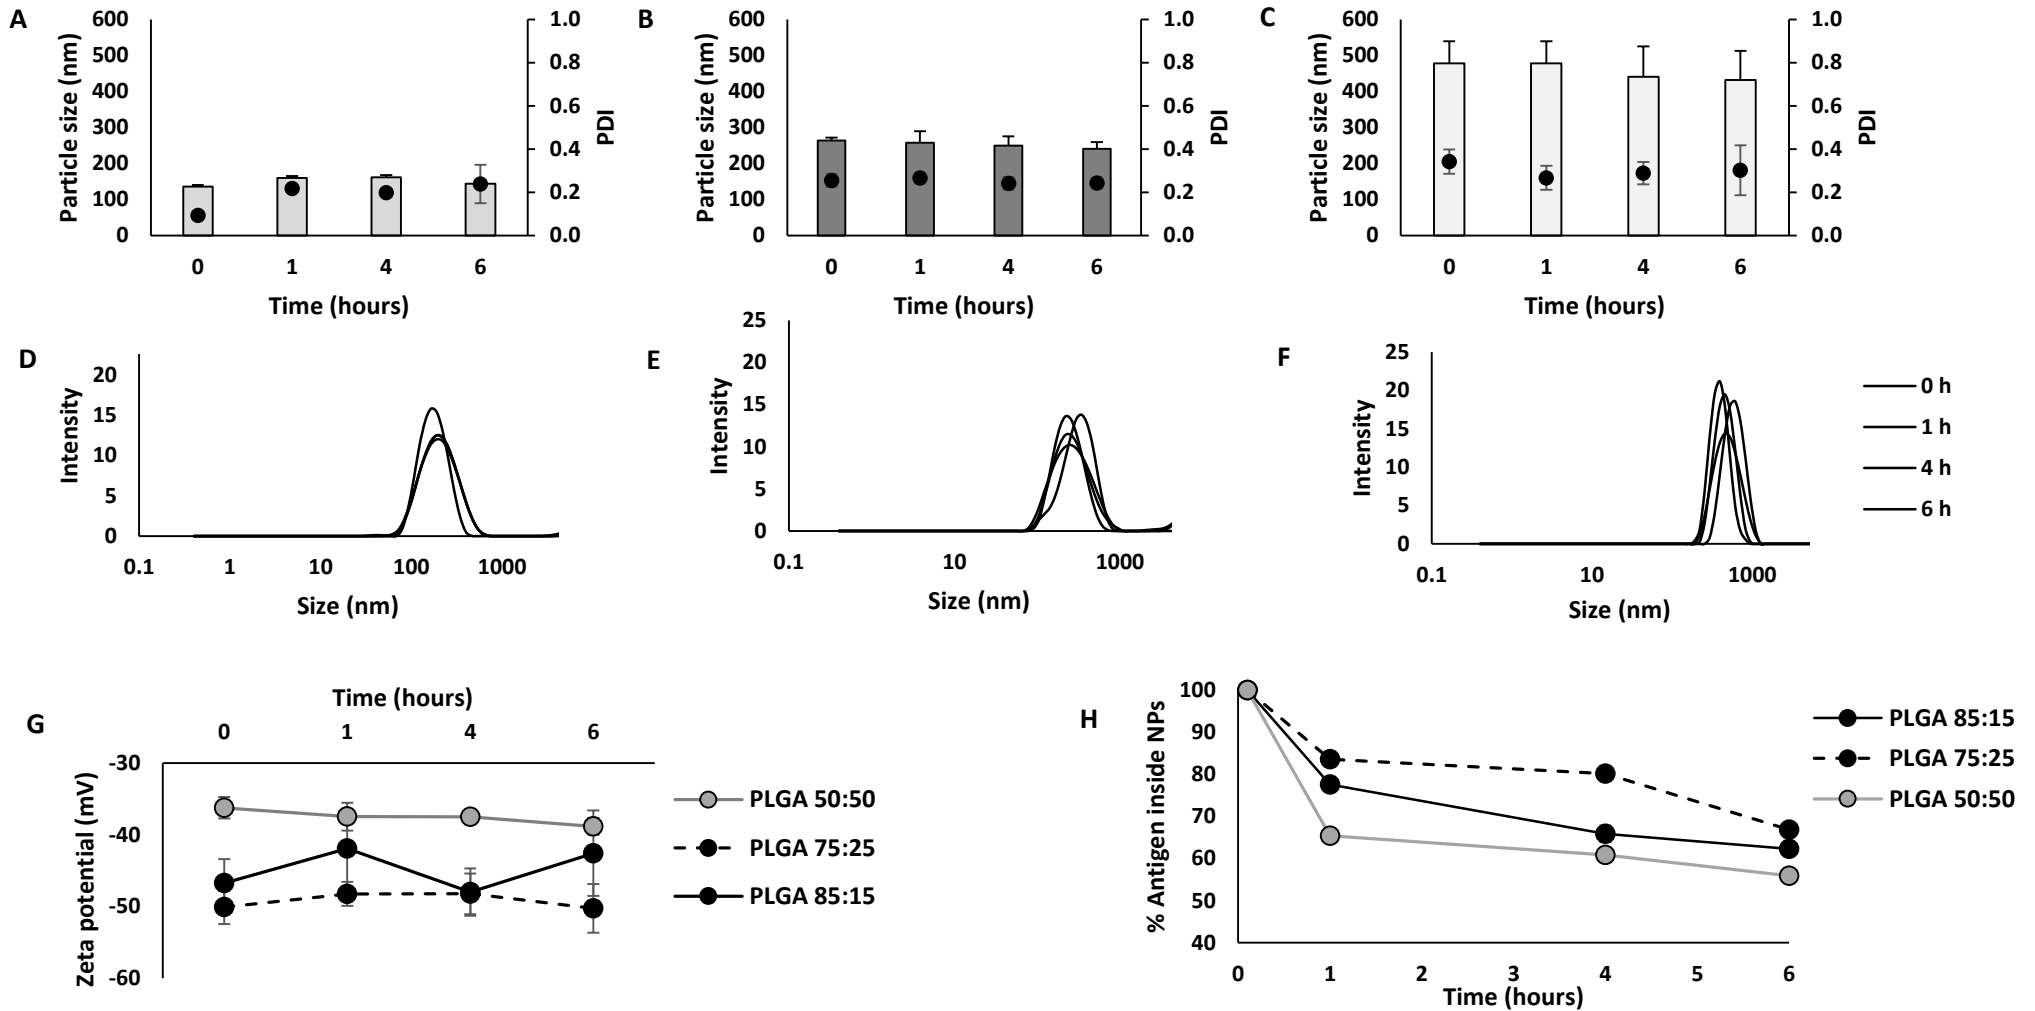 A
Particle size (nm)
600
500
400
300
200
100
0
1.0
0.8
0.6
0.4
0.2
0.0
PDI
0 1 4 6
Time (hours)
B
Particle size (nm)
600
500
400
300
200
100
0
1.0
0.8
0.6
0.4
0.2
0.0
PDI
0 1 4 6
Time (hours)
C
Particle size (nm)
600
500
400
300
200
100
0
1.0
0.8
0.6
0.4
0.2
0.0
PDI
0 1 4 6
Time (hours)
D
Intensity
20
15
10
5
0
0.1 1 10 100 1000
Size (nm)
E
Intensity
25
20
15
10
5
0
0.1 10 1000
Size (nm)
F
Intensity
25
20
15
10
5
0
0.1 10 1000
Size (nm)
0 h
1 h
4 h
6 h
G
Time (hours)
0 1 4 6
Zeta potential (mV)
-30
-40
-50
-60
PLGA 50:50
PLGA 75:25
PLGA 85:15
H
% Antigen inside NPs
100
90
80
70
60
50
40
0 1 2 3 4 5 6
Time (hours)
PLGA 85:15
PLGA 75:25
PLGA 50:50